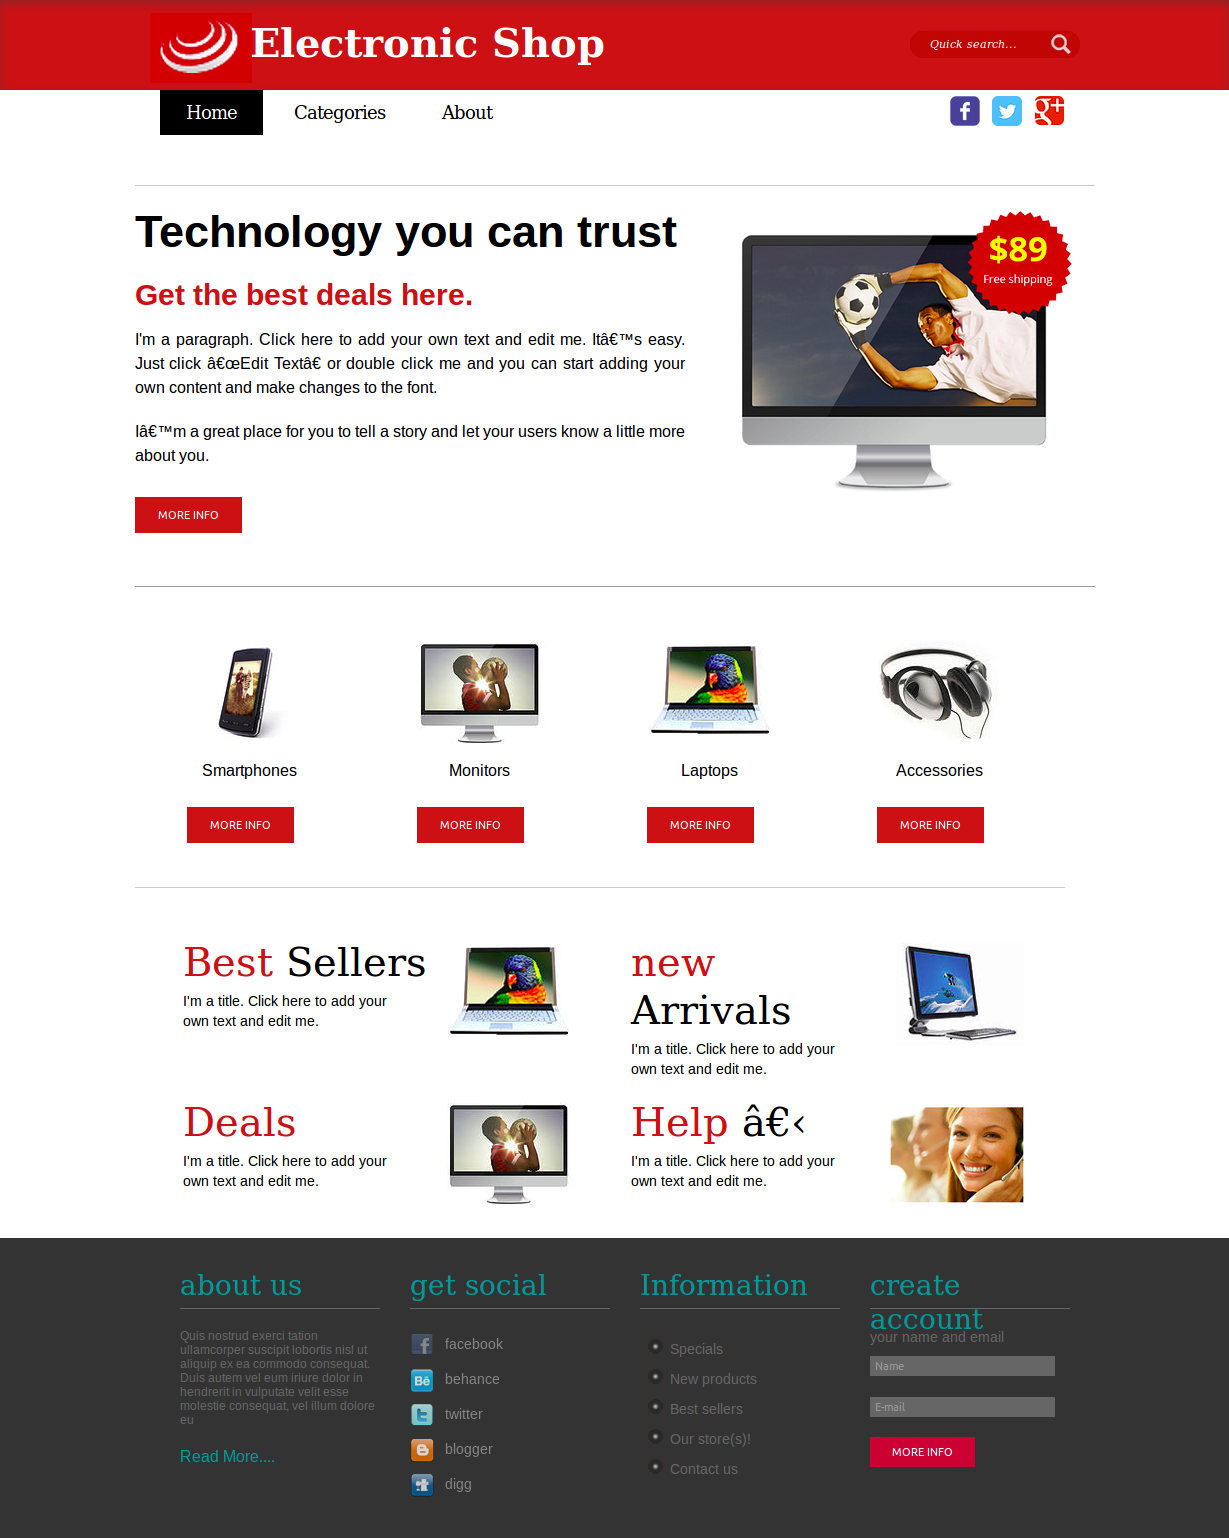 Electronic Shop
Quick search...
Home
Categories
About
Technology you can trust
$89
Free shipping
Get the best deals here.
I'm a paragraph. Click here to add your own text and edit me. Itâ€™s easy.
Just click â€œEdit Textâ€ or double click me and you can start adding your
own content and make changes to the font.
Iâ€™m a great place for you to tell a story and let your users know a little more
about you.
MORE INFO
Smartphones
Monitors
Laptops
Accessories
MORE INFO
MORE INFO
MORE INFO
MORE INFO
Best Sellers
I'm a title. Click here to add your
own text and edit me.
new
Arrivals
I'm a title. Click here to add your
own text and edit me.
Deals
I'm a title. Click here to add your
own text and edit me.
Help â€‹
I'm a title. Click here to add your
own text and edit me.
about us
Quis nostrud exerci tation
ullamcorper suscipit lobortis nisl ut
aliquip ex ea commodo consequat.
Duis autem vel eum iriure dolor in
hendrerit in vulputate velit esse
molestie consequat, vel illum dolore
eu
Read More....
get social
facebook
behance
twitter
blogger
digg
Information
Specials
New products
Best sellers
Our store(s)!
Contact us
create
account
your name and email
Name
E-mail
MORE INFO